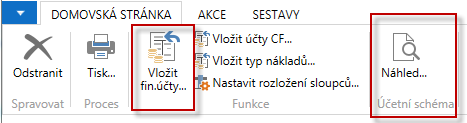 DOMOVSKÁ STRÁNKA AKCE SESTAVY
Odstranit
Tisk...
Vložit
fin.účty...
Vložit účty CF...
Vložit typ nákladů...
Nastavit rozložení sloupců...
Náhled...
Spravovat Proces Funkce Účetní schéma